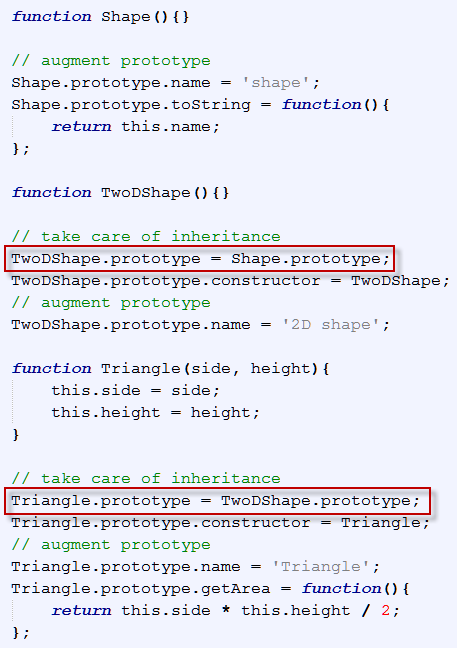 function Shape(){}
// augment prototype
Shape.prototype.name = 'shape';
Shape.prototype.toString = function(){
    return this.name;
};
function TwoDShape(){}
// take care of inheritance
TwoDShape.prototype = Shape.prototype;
TwoDShape.prototype.constructor = TwoDShape;
// augment prototype
TwoDShape.prototype.name = '2D shape';
function Triangle(side, height){
    this.side = side;
    this.height = height;
}
// take care of inheritance
Triangle.prototype = TwoDShape.prototype;
Triangle.prototype.constructor = Triangle;
// augment prototype
Triangle.prototype.name = 'Triangle';
Triangle.prototype.getArea = function(){
    return this.side * this.height / 2;
};